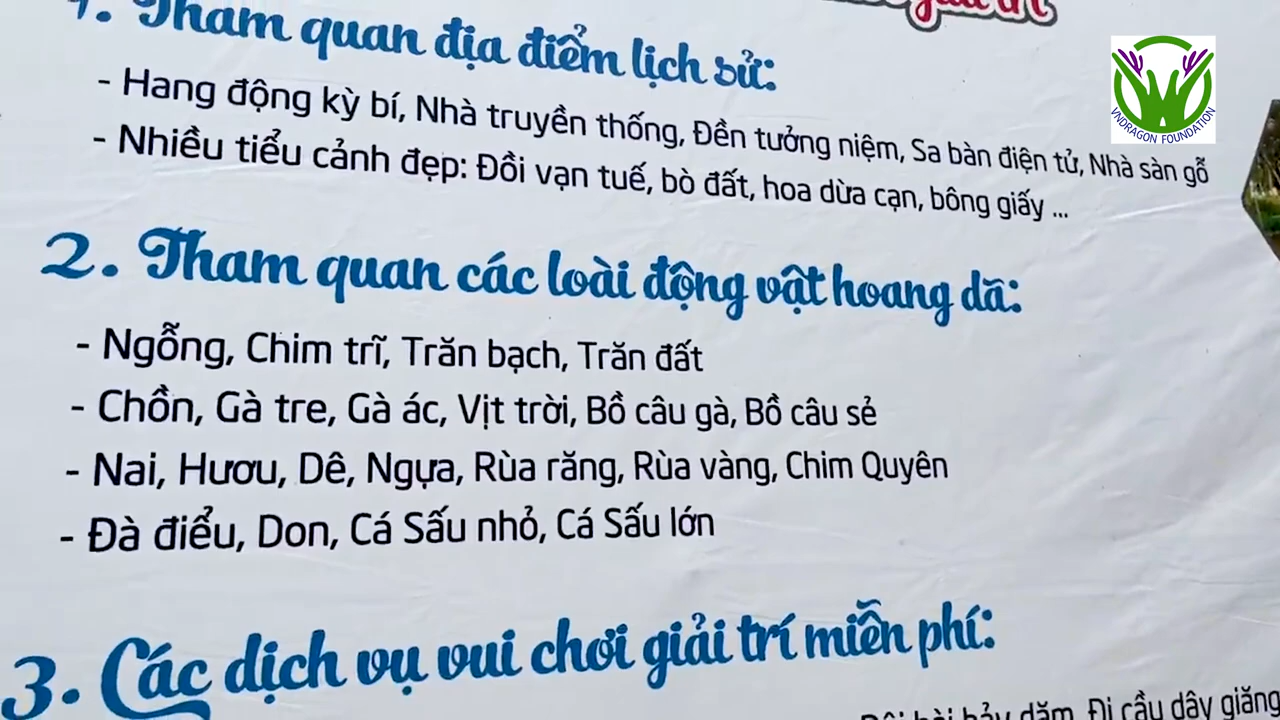 1. Tham quan địa điểm lịch sử:
- Hang động kỳ bí, Nhà truyền thống, Đền tưởng niệm, Sa bàn điện tử, Nhà sàn gỗ
- Nhiều tiểu cảnh đẹp: Đồi vạn tuế, bò đất, hoa dừa cạn, bông giấy ...
2. Tham quan các loài động vật hoang dã:
- Ngỗng, Chim trĩ, Trăn bạch, Trăn đất
- Chồn, Gà tre, Gà ác, Vịt trời, Bồ câu gà, Bồ câu sẻ
- Nai, Hươu, Dê, Ngựa, Rùa răng, Rùa vàng, Chim Quyên
- Đà điểu, Don, Cá Sấu nhỏ, Cá Sấu lớn
3. Các dịch vụ vui chơi giải trí miễn phí:
Đi cầu dây giăng
VNDRAGON FOUNDATION